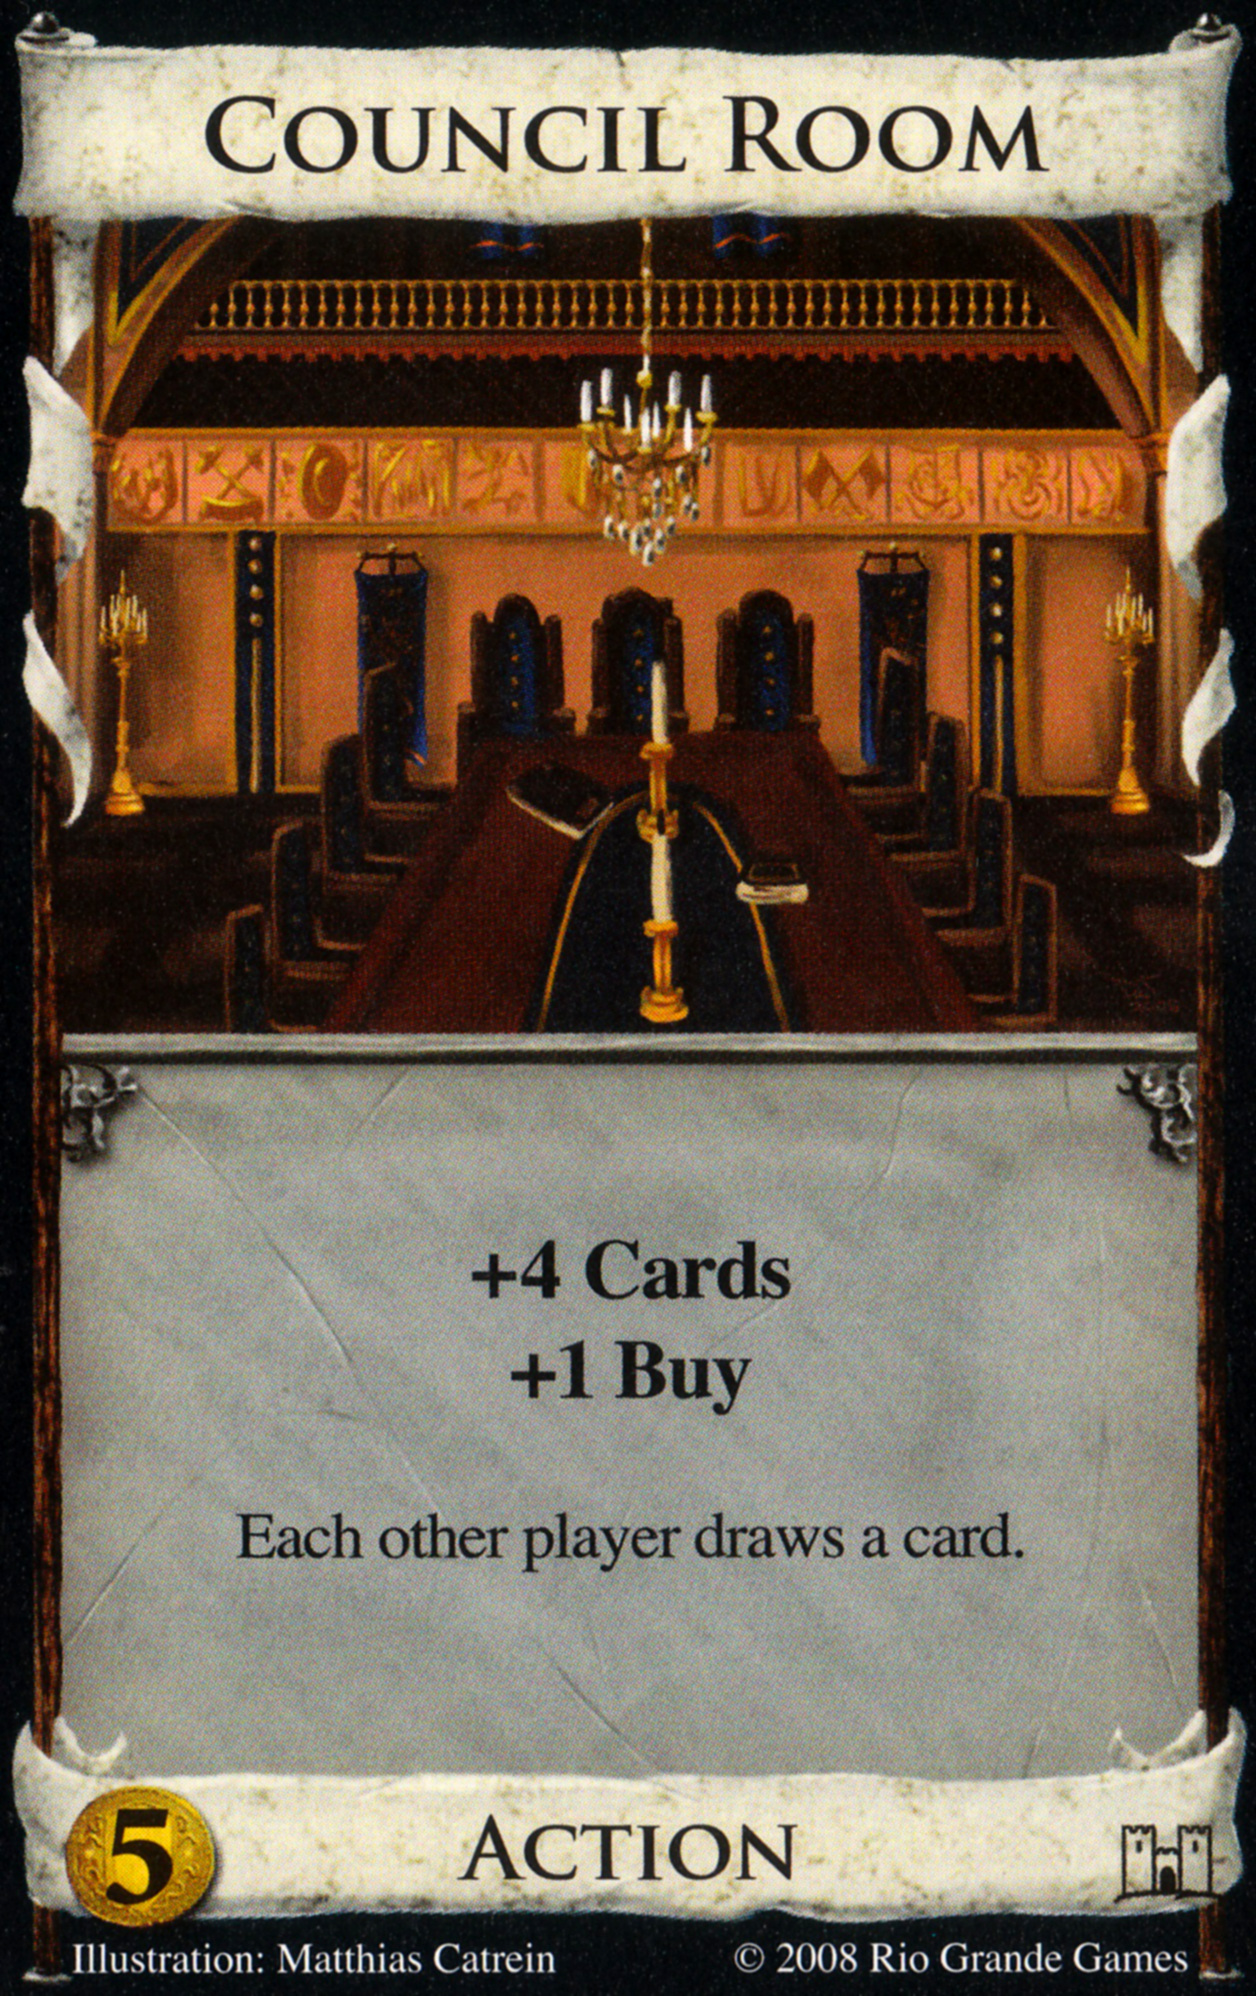 COUNCIL ROOM
+4 Cards
+1 Buy
Each other player draws a card.
5
ACTION
Illustration: Matthias Catrein
© 2008 Rio Grande Games